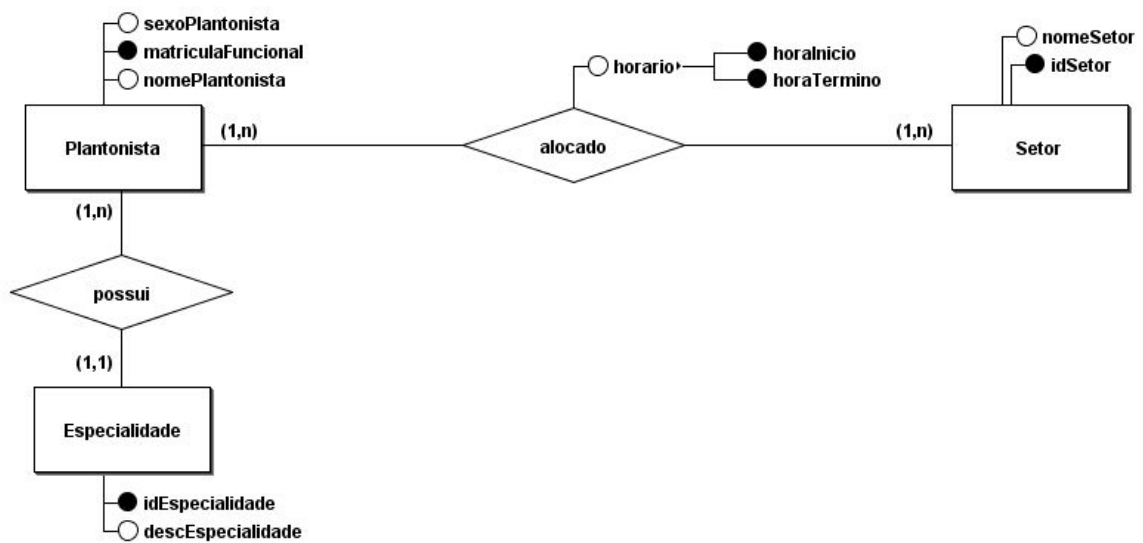 sexoPlantonista
matriculaFuncional
nomePlantonista
Plantonista
(1,n)
horario
horaInicio
horaTermino
alocado
(1,n)
nomeSetor
idSetor
Setor
(1,n)
possui
(1,1)
Especialidade
idEspecialidade
descEspecialidade